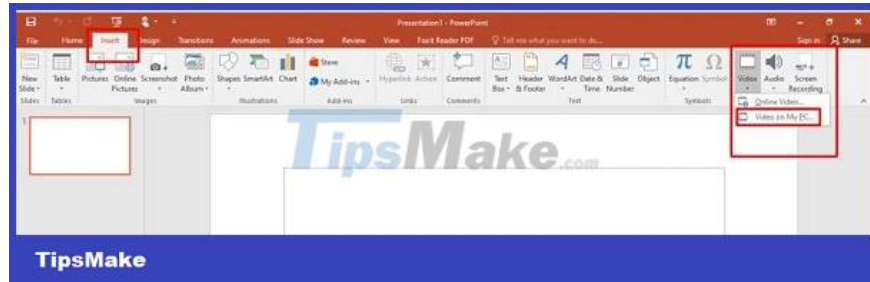 Presentation1 - PowerPoint
File Home Insert Design Transitions Animations Slide Show Review View Foxit Reader PDF Tell me what you want to do... Sign in Share
New Slide Table Pictures Online Pictures Screenshot Photo Album Shapes SmartArt Chart Store My Add-ins Hyperlink Action Comment Text Box Header & Footer WordArt Date & Time Slide Number Object Equation Symbol Video Audio Screen Recording
Slides Tables Images Illustrations Add-ins Links Comments Text Symbols
Online Video...
Video on My PC...
1
TipsMake.com
TipsMake